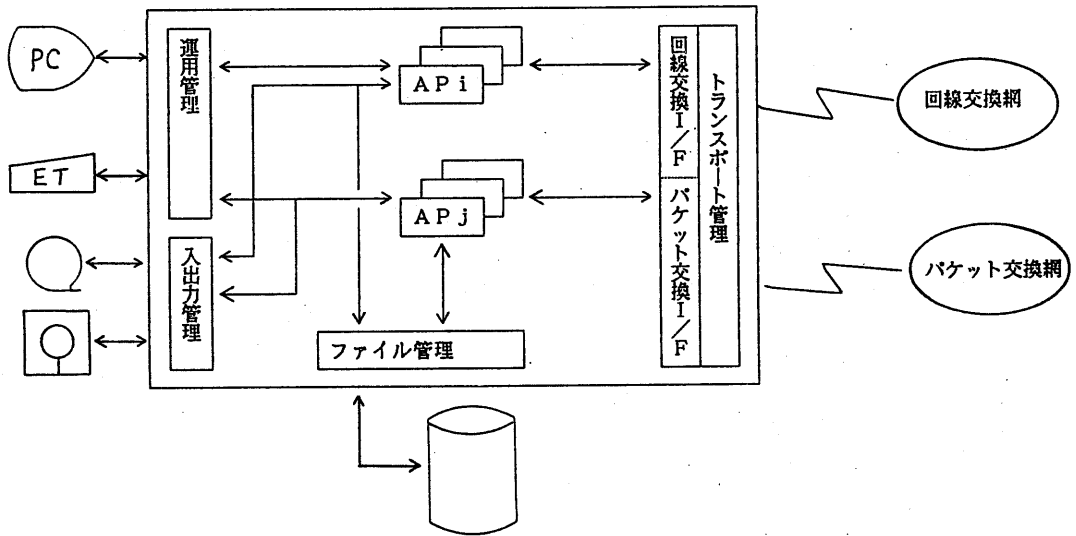 PC
ET
運用管理
入出力管理
APi
APj
ファイル管理
回線交換I/F
パケット交換I/F
トランスポート管理
回線交換網
パケット交換網